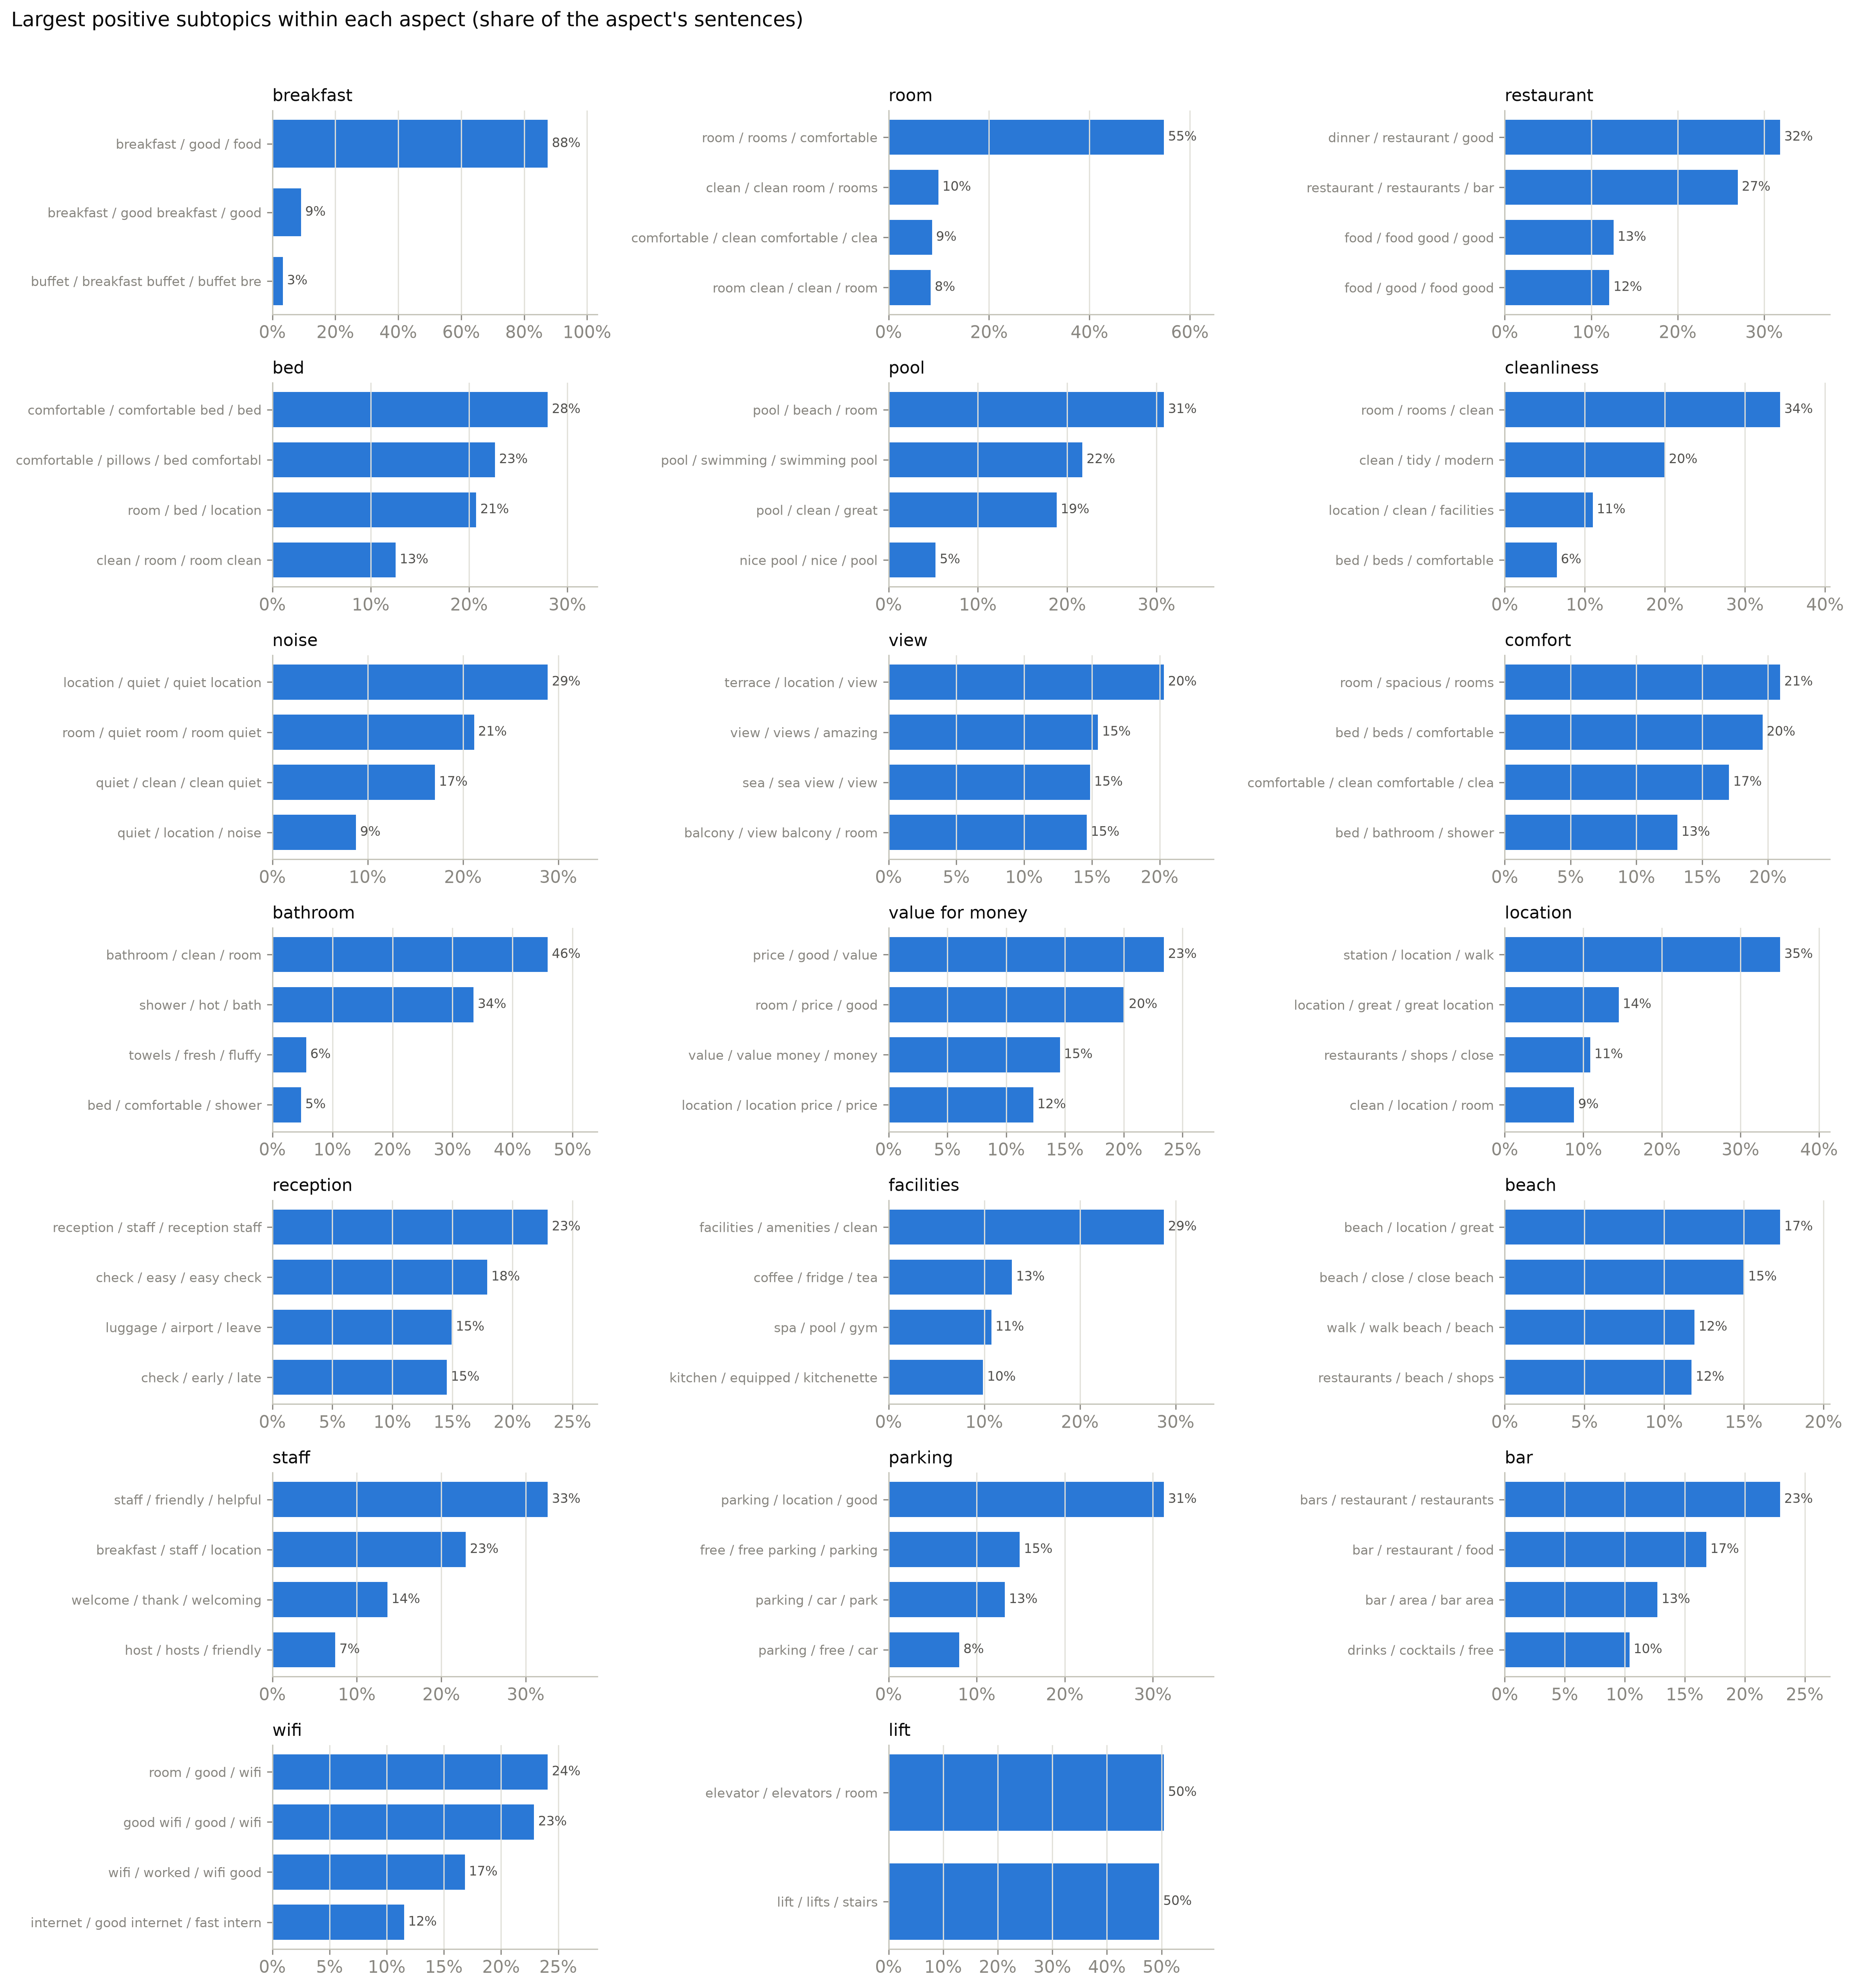 Largest positive subtopics within each aspect (share of the aspect's sentences)
breakfast
breakfast / good / food
88%
breakfast / good breakfast / good
9%
buffet / breakfast buffet / buffet bre
3%
0% 20% 40% 60% 80% 100%
room
room / rooms / comfortable
55%
clean / clean room / rooms
10%
comfortable / clean comfortable / clea
9%
room clean / clean / room
8%
0% 20% 40% 60%
restaurant
dinner / restaurant / good
32%
restaurant / restaurants / bar
27%
food / food good / good
13%
food / good / food good
12%
0% 10% 20% 30%
bed
comfortable / comfortable bed / bed
28%
comfortable / pillows / bed comfortabl
23%
room / bed / location
21%
clean / room / room clean
13%
0% 10% 20% 30%
pool
pool / beach / room
31%
pool / swimming / swimming pool
22%
pool / clean / great
19%
nice pool / nice / pool
5%
0% 10% 20% 30%
cleanliness
room / rooms / clean
34%
clean / tidy / modern
20%
location / clean / facilities
11%
bed / beds / comfortable
6%
0% 10% 20% 30% 40%
noise
location / quiet / quiet location
29%
room / quiet room / room quiet
21%
quiet / clean / clean quiet
17%
quiet / location / noise
9%
0% 10% 20% 30%
view
terrace / location / view
20%
view / views / amazing
15%
sea / sea view / view
15%
balcony / view balcony / room
15%
0% 5% 10% 15% 20%
comfort
room / spacious / rooms
21%
bed / beds / comfortable
20%
comfortable / clean comfortable / clea
17%
bed / bathroom / shower
13%
0% 5% 10% 15% 20%
bathroom
bathroom / clean / room
46%
shower / hot / bath
34%
towels / fresh / fluffy
6%
bed / comfortable / shower
5%
0% 10% 20% 30% 40% 50%
value for money
price / good / value
23%
room / price / good
20%
value / value money / money
15%
location / location price / price
12%
0% 5% 10% 15% 20% 25%
location
station / location / walk
35%
location / great / great location
14%
restaurants / shops / close
11%
clean / location / room
9%
0% 10% 20% 30% 40%
reception
reception / staff / reception staff
23%
check / easy / easy check
18%
luggage / airport / leave
15%
check / early / late
15%
0% 5% 10% 15% 20% 25%
facilities
facilities / amenities / clean
29%
coffee / fridge / tea
13%
spa / pool / gym
11%
kitchen / equipped / kitchenette
10%
0% 10% 20% 30%
beach
beach / location / great
17%
beach / close / close beach
15%
walk / walk beach / beach
12%
restaurants / beach / shops
12%
0% 5% 10% 15% 20%
staff
staff / friendly / helpful
33%
breakfast / staff / location
23%
welcome / thank / welcoming
14%
host / hosts / friendly
7%
0% 10% 20% 30%
parking
parking / location / good
31%
free / free parking / parking
15%
parking / car / park
13%
parking / free / car
8%
0% 10% 20% 30%
bar
bars / restaurant / restaurants
23%
bar / restaurant / food
17%
bar / area / bar area
13%
drinks / cocktails / free
10%
0% 5% 10% 15% 20% 25%
wifi
room / good / wifi
24%
good wifi / good / wifi
23%
wifi / worked / wifi good
17%
internet / good internet / fast intern
12%
0% 5% 10% 15% 20% 25%
lift
elevator / elevators / room
50%
lift / lifts / stairs
50%
0% 10% 20% 30% 40% 50%